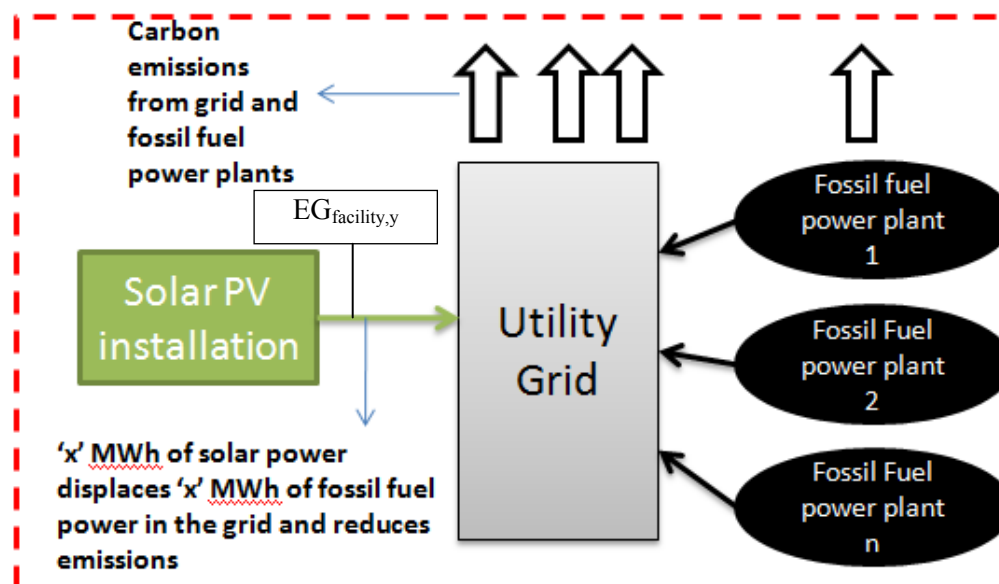 Carbon
emissions
from grid and
fossil fuel
power plants
EGfacility,y
Solar PV
installation
Utility
Grid
Fossil fuel
power plant
1
Fossil Fuel
power plant
2
Fossil Fuel
power plant
n
‘x’ MWh of solar power
displaces ‘x’ MWh of fossil fuel
power in the grid and reduces
emissions